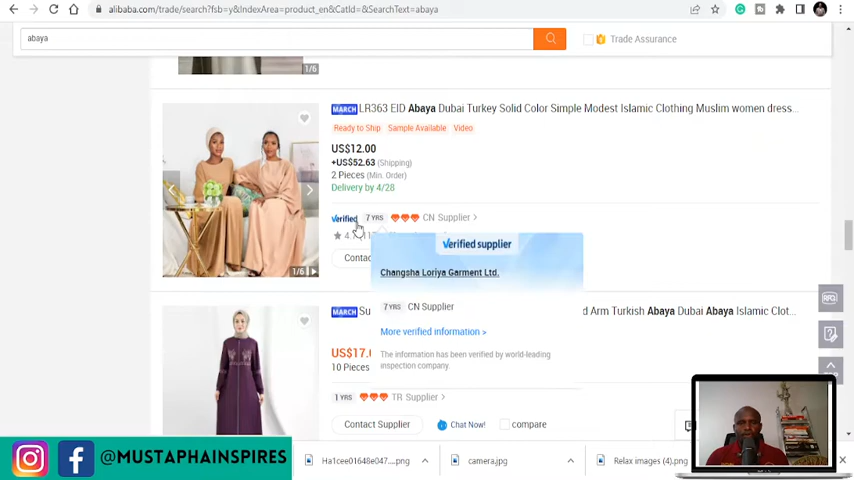 alibaba.com/trade/search?fsb=y&IndexArea=product_en&CatId=&SearchText=abaya
abaya
Trade Assurance
1/6
MARCH LR363 EID Abaya Dubai Turkey Solid Color Simple Modest Islamic Clothing Muslim women dress...
Ready to Ship Sample Available Video
US$12.00
+US$52.63 (Shipping)
2 Pieces (Min. Order)
Delivery by 4/28
Verified 7 YRS CN Supplier >
1/6
Verified supplier
Changsha Loriya Garment Ltd.
7 YRS CN Supplier
More verified information >
The information has been verified by world-leading
inspection company.
RFQ
MARCH Su
d Arm Turkish Abaya Dubai Abaya Islamic Clot...
US$17.
10 Pieces
1 YRS TR Supplier >
Contact Supplier Chat Now! compare
@MUSTAPHAINSPIRES
Ha1cee01648e047....png
camera.jpg
Relax images (4).png